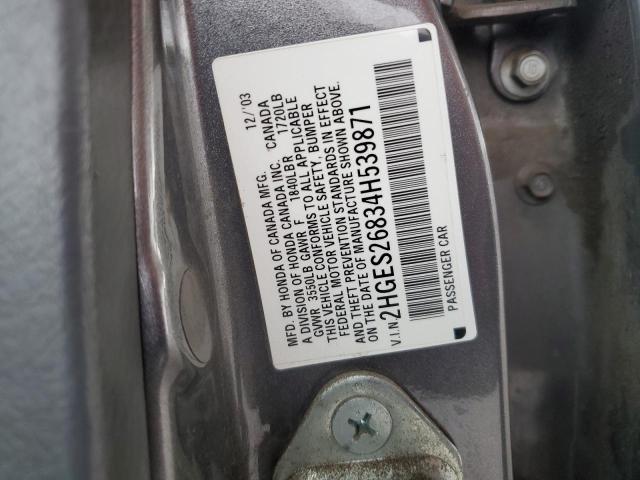 MFD. BY HONDA OF CANADA MFG. 12/'03
A DIVISION OF HONDA CANADA INC. CANADA
GVWR 3550LB GAWR F 1840LBR 1720LB
THIS VEHICLE CONFORMS TO ALL APPLICABLE
FEDERAL MOTOR VEHICLE SAFETY, BUMPER
AND THEFT PREVENTION STANDARDS IN EFFECT
ON THE DATE OF MANUFACTURE SHOWN ABOVE.
V.I.N. 2HGES26834H539871
PASSENGER CAR